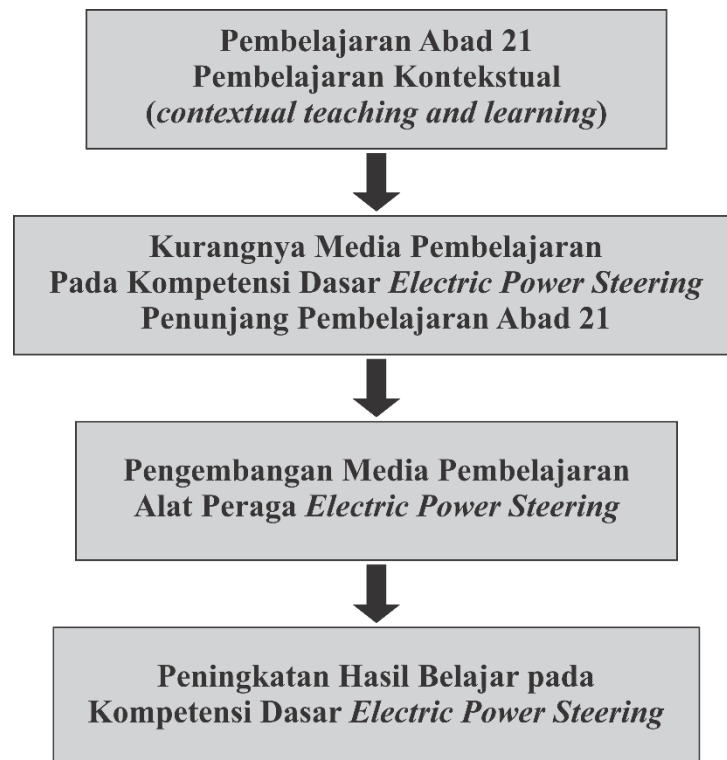 Pembelajaran Abad 21
Pembelajaran Kontekstual
(contextual teaching and learning)
Kurangnya Media Pembelajaran
Pada Kompetensi Dasar Electric Power Steering
Penunjang Pembelajaran Abad 21
Pengembangan Media Pembelajaran
Alat Peraga Electric Power Steering
Peningkatan Hasil Belajar pada
Kompetensi Dasar Electric Power Steering